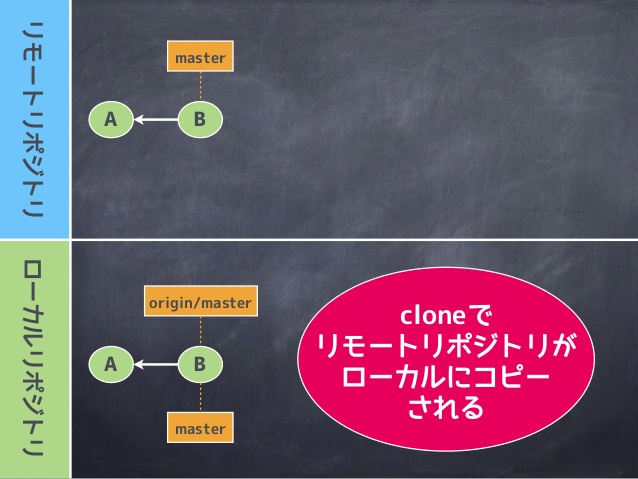 リモートリポジトリ
master
A
B
ローカルリポジトリ
origin/master
A
B
master
cloneで
リモートリポジトリが
ローカルにコピー
される